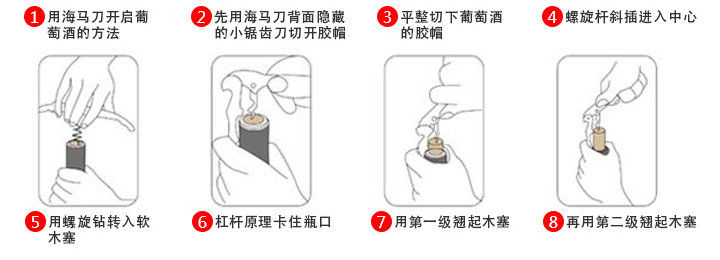 1 用海马刀开启葡
萄酒的方法
2 先用海马刀背面隐藏
的小锯齿刀切开胶帽
3 平整切下葡萄酒
的胶帽
4 螺旋杆斜插进入中心
5 用螺旋钻转入软
木塞
6 杠杆原理卡住瓶口
7 用第一级翘起木塞
8 再用第二级翘起木塞